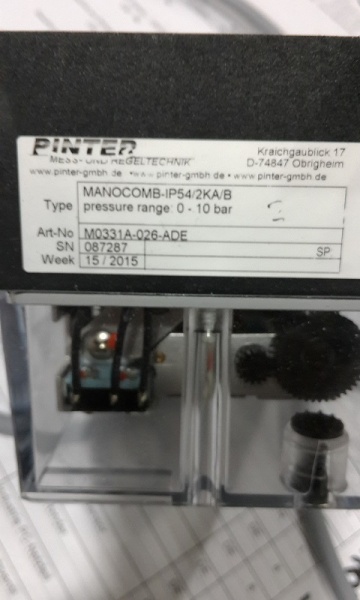 PINTER
MESS- UND REGELTECHNIK
Kraichgaublick 17
D-74847 Obrigheim
www.pinter-gmbh.de • www.pinter-gmbh.de • www.pinter-gmbh.de
Type
MANOCOMB-IP54/2KA/B
pressure range: 0 - 10 bar
Art-No M0331A-026-ADE
SN 087287
SP:
Week 15 / 2015